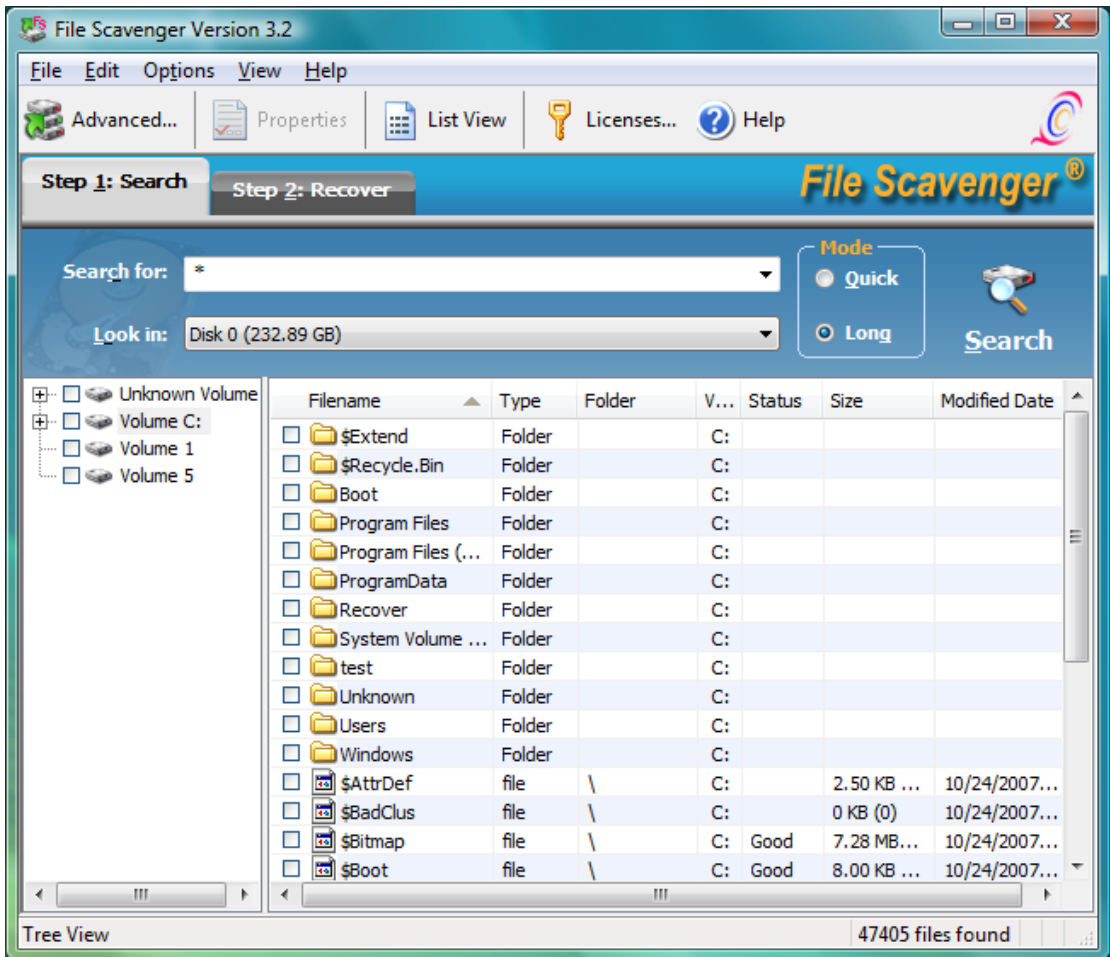 File Scavenger Version 3.2
File Edit Options View Help
Advanced... Properties List View Licenses... Help
Step 1: Search Step 2: Recover File Scavenger ®
Mode
Search for: * Quick
Look in: Disk 0 (232.89 GB) Long Search
Unknown Volume
Volume C:
Volume 1
Volume 5
Filename Type Folder V... Status Size Modified Date
$Extend Folder C:
$Recycle.Bin Folder C:
Boot Folder C:
Program Files Folder C:
Program Files (... Folder C:
ProgramData Folder C:
Recover Folder C:
System Volume ... Folder C:
test Folder C:
Unknown Folder C:
Users Folder C:
Windows Folder C:
$AttrDef file \ C: 2.50 KB ... 10/24/2007...
$BadClus file \ C: 0 KB (0) 10/24/2007...
$Bitmap file \ C: Good 7.28 MB... 10/24/2007...
$Boot file \ C: Good 8.00 KB ... 10/24/2007...
Tree View 47405 files found